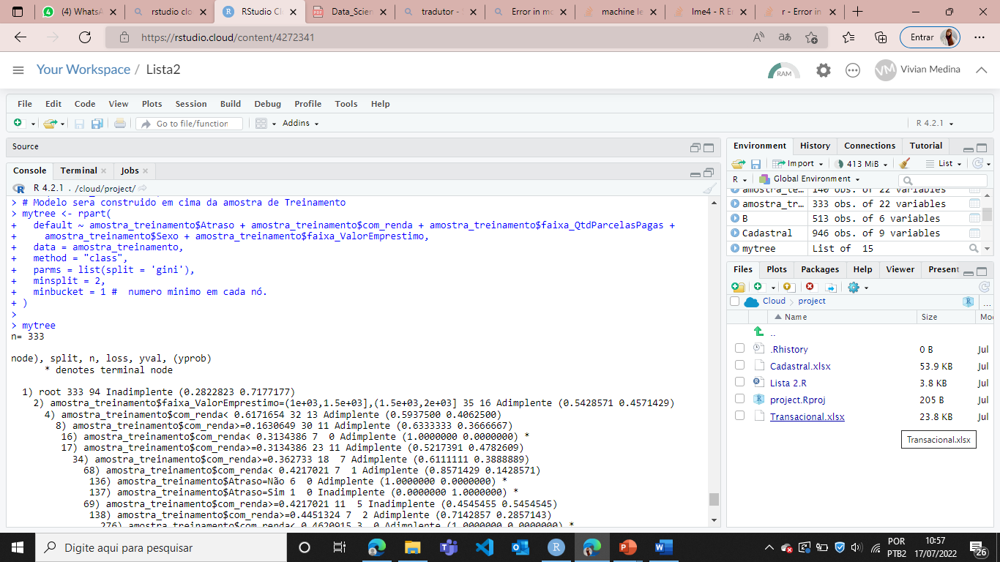 (4) WhatsA
rstudio clo
RStudio Clo
Data_Scien
tradutor -
Error in mo
machine le
lme4 - R E
r - Error in
https://rstudio.cloud/content/4272341
Entrar
Your Workspace / Lista2
RAM
VM
Vivian Medina
File Edit Code View Plots Session Build Debug Profile Tools Help
Go to file/function
Addins
R 4.2.1
Source
Console Terminal Jobs
R 4.2.1 . /cloud/project/
> # Modelo será construido em cima da amostra de Treinamento
> mytree <- rpart(
+ default ~ amostra_treinamento$Atraso + amostra_treinamento$com_renda + amostra_treinamento$faixa_QtdParcelasPagas +
+ amostra_treinamento$Sexo + amostra_treinamento$faixa_ValorEmprestimo,
+ data = amostra_treinamento,
+ method = "class",
+ parms = list(split = 'gini'),
+ minsplit = 2,
+ minbucket = 1 # numero minimo em cada nó.
+ )
>
> mytree
n= 333
node), split, n, loss, yval, (yprob)
* denotes terminal node
1) root 333 94 Inadimplente (0.2822823 0.7177177)
2) amostra_treinamento$faixa_ValorEmprestimo=(1e+03,1.5e+03],(1.5e+03,2e+03] 35 16 Adimplente (0.5428571 0.4571429)
4) amostra_treinamento$com_renda< 0.6171654 32 13 Adimplente (0.5937500 0.4062500)
8) amostra_treinamento$com_renda>=0.1630649 30 11 Adimplente (0.6333333 0.3666667)
16) amostra_treinamento$com_renda< 0.3134386 7 0 Adimplente (1.0000000 0.0000000) *
17) amostra_treinamento$com_renda>=0.3134386 23 11 Adimplente (0.5217391 0.4782609)
34) amostra_treinamento$com_renda>=0.362733 18 7 Adimplente (0.6111111 0.3888889)
68) amostra_treinamento$com_renda< 0.4217021 7 1 Adimplente (0.8571429 0.1428571)
136) amostra_treinamento$Atraso=Não 6 0 Adimplente (1.0000000 0.0000000) *
137) amostra_treinamento$Atraso=Sim 1 0 Inadimplente (0.0000000 1.0000000) *
69) amostra_treinamento$com_renda>=0.4217021 11 5 Inadimplente (0.4545455 0.5454545)
138) amostra_treinamento$com_renda>=0.4451324 7 2 Adimplente (0.7142857 0.2857143)
276) amostra_treinamento$com_renda< 0.4620915 3 0 Adimplente (1.0000000 0.0000000) *
Environment History Connections Tutorial
Import
413 MiB
List
R
Global Environment
amostra_te… 140 obs. of 22 variables
amostra_tr… 333 obs. of 22 variables
B 513 obs. of 6 variables
Cadastral 946 obs. of 9 variables
mytree List of 15
Files Plots Packages Help Viewer Present
Cloud project
...
Name Size Mo
..
.Rhistory 0 B Jul
Cadastral.xlsx 53.9 KB Jul
Lista 2.R 3.8 KB Jul
project.Rproj 205 B Jul
Transacional.xlsx 23.8 KB Jul
Transacional.xlsx
Digite aqui para pesquisar
POR
PTB2
10:57
17/07/2022
26